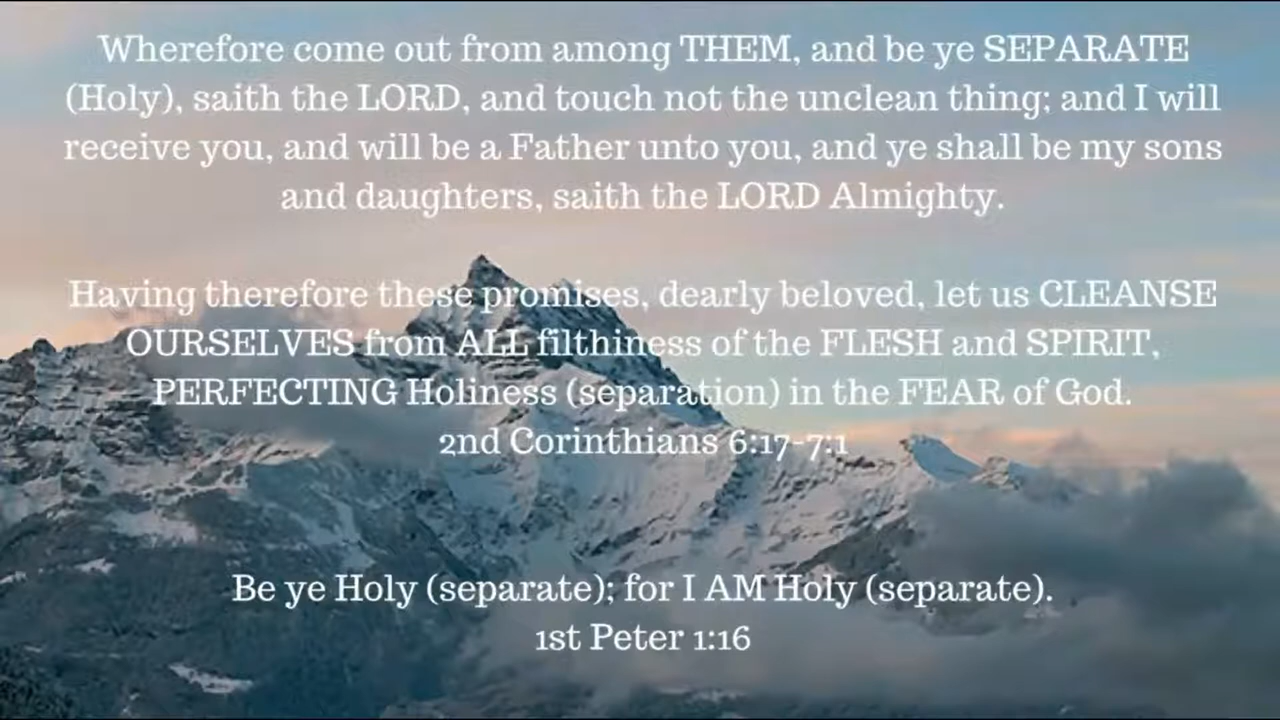 Wherefore come out from among THEM, and be ye SEPARATE
(Holy), saith the LORD, and touch not the unclean thing; and I will
receive you, and will be a Father unto you, and ye shall be my sons
and daughters, saith the LORD Almighty.
Having therefore these promises, dearly beloved, let us CLEANSE
OURSELVES from ALL filthiness of the FLESH and SPIRIT,
PERFECTING Holiness (separation) in the FEAR of God.
2nd Corinthians 6:17-7:1
Be ye Holy (separate); for I AM Holy (separate).
1st Peter 1:16